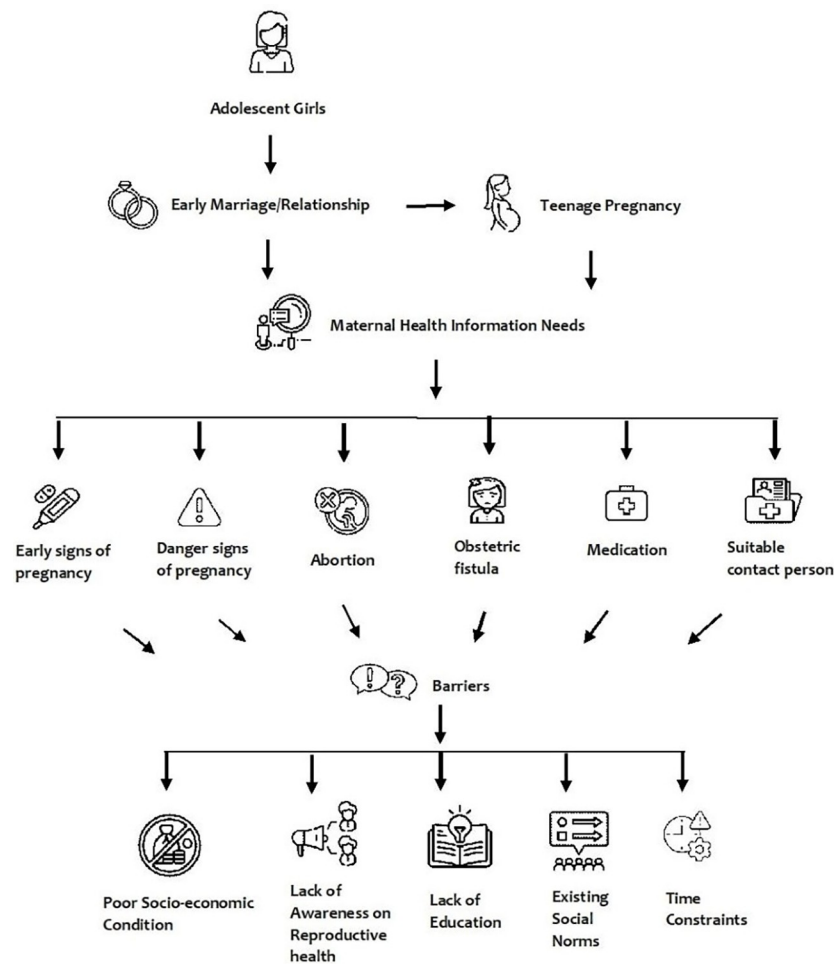 Adolescent Girls
Early Marriage/Relationship
Teenage Pregnancy
Maternal Health Information Needs
Early signs of
pregnancy
Danger signs
of pregnancy
Abortion
Obstetric
fistula
Medication
Suitable
contact person
Barriers
Poor Socio-economic
Condition
Lack of
Awareness on
Reproductive
health
Lack of
Education
Existing
Social
Norms
Time
Constraints